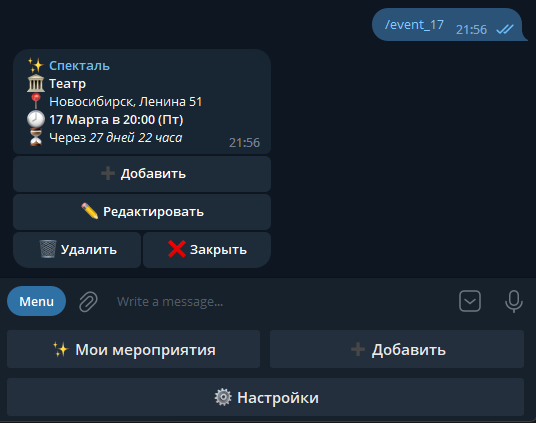 /event_17
21:56
✨ Спекталь
🏛 Театр
📍 Новосибирск, Ленина 51
🕗 17 Марта в 20:00 (Пт)
⏳ Через 27 дней 22 часа
21:56
➕ Добавить
✏️ Редактировать
🗑 Удалить ❌ Закрыть
Menu Write a message...
✨ Мои мероприятия ➕ Добавить
⚙️ Настройки